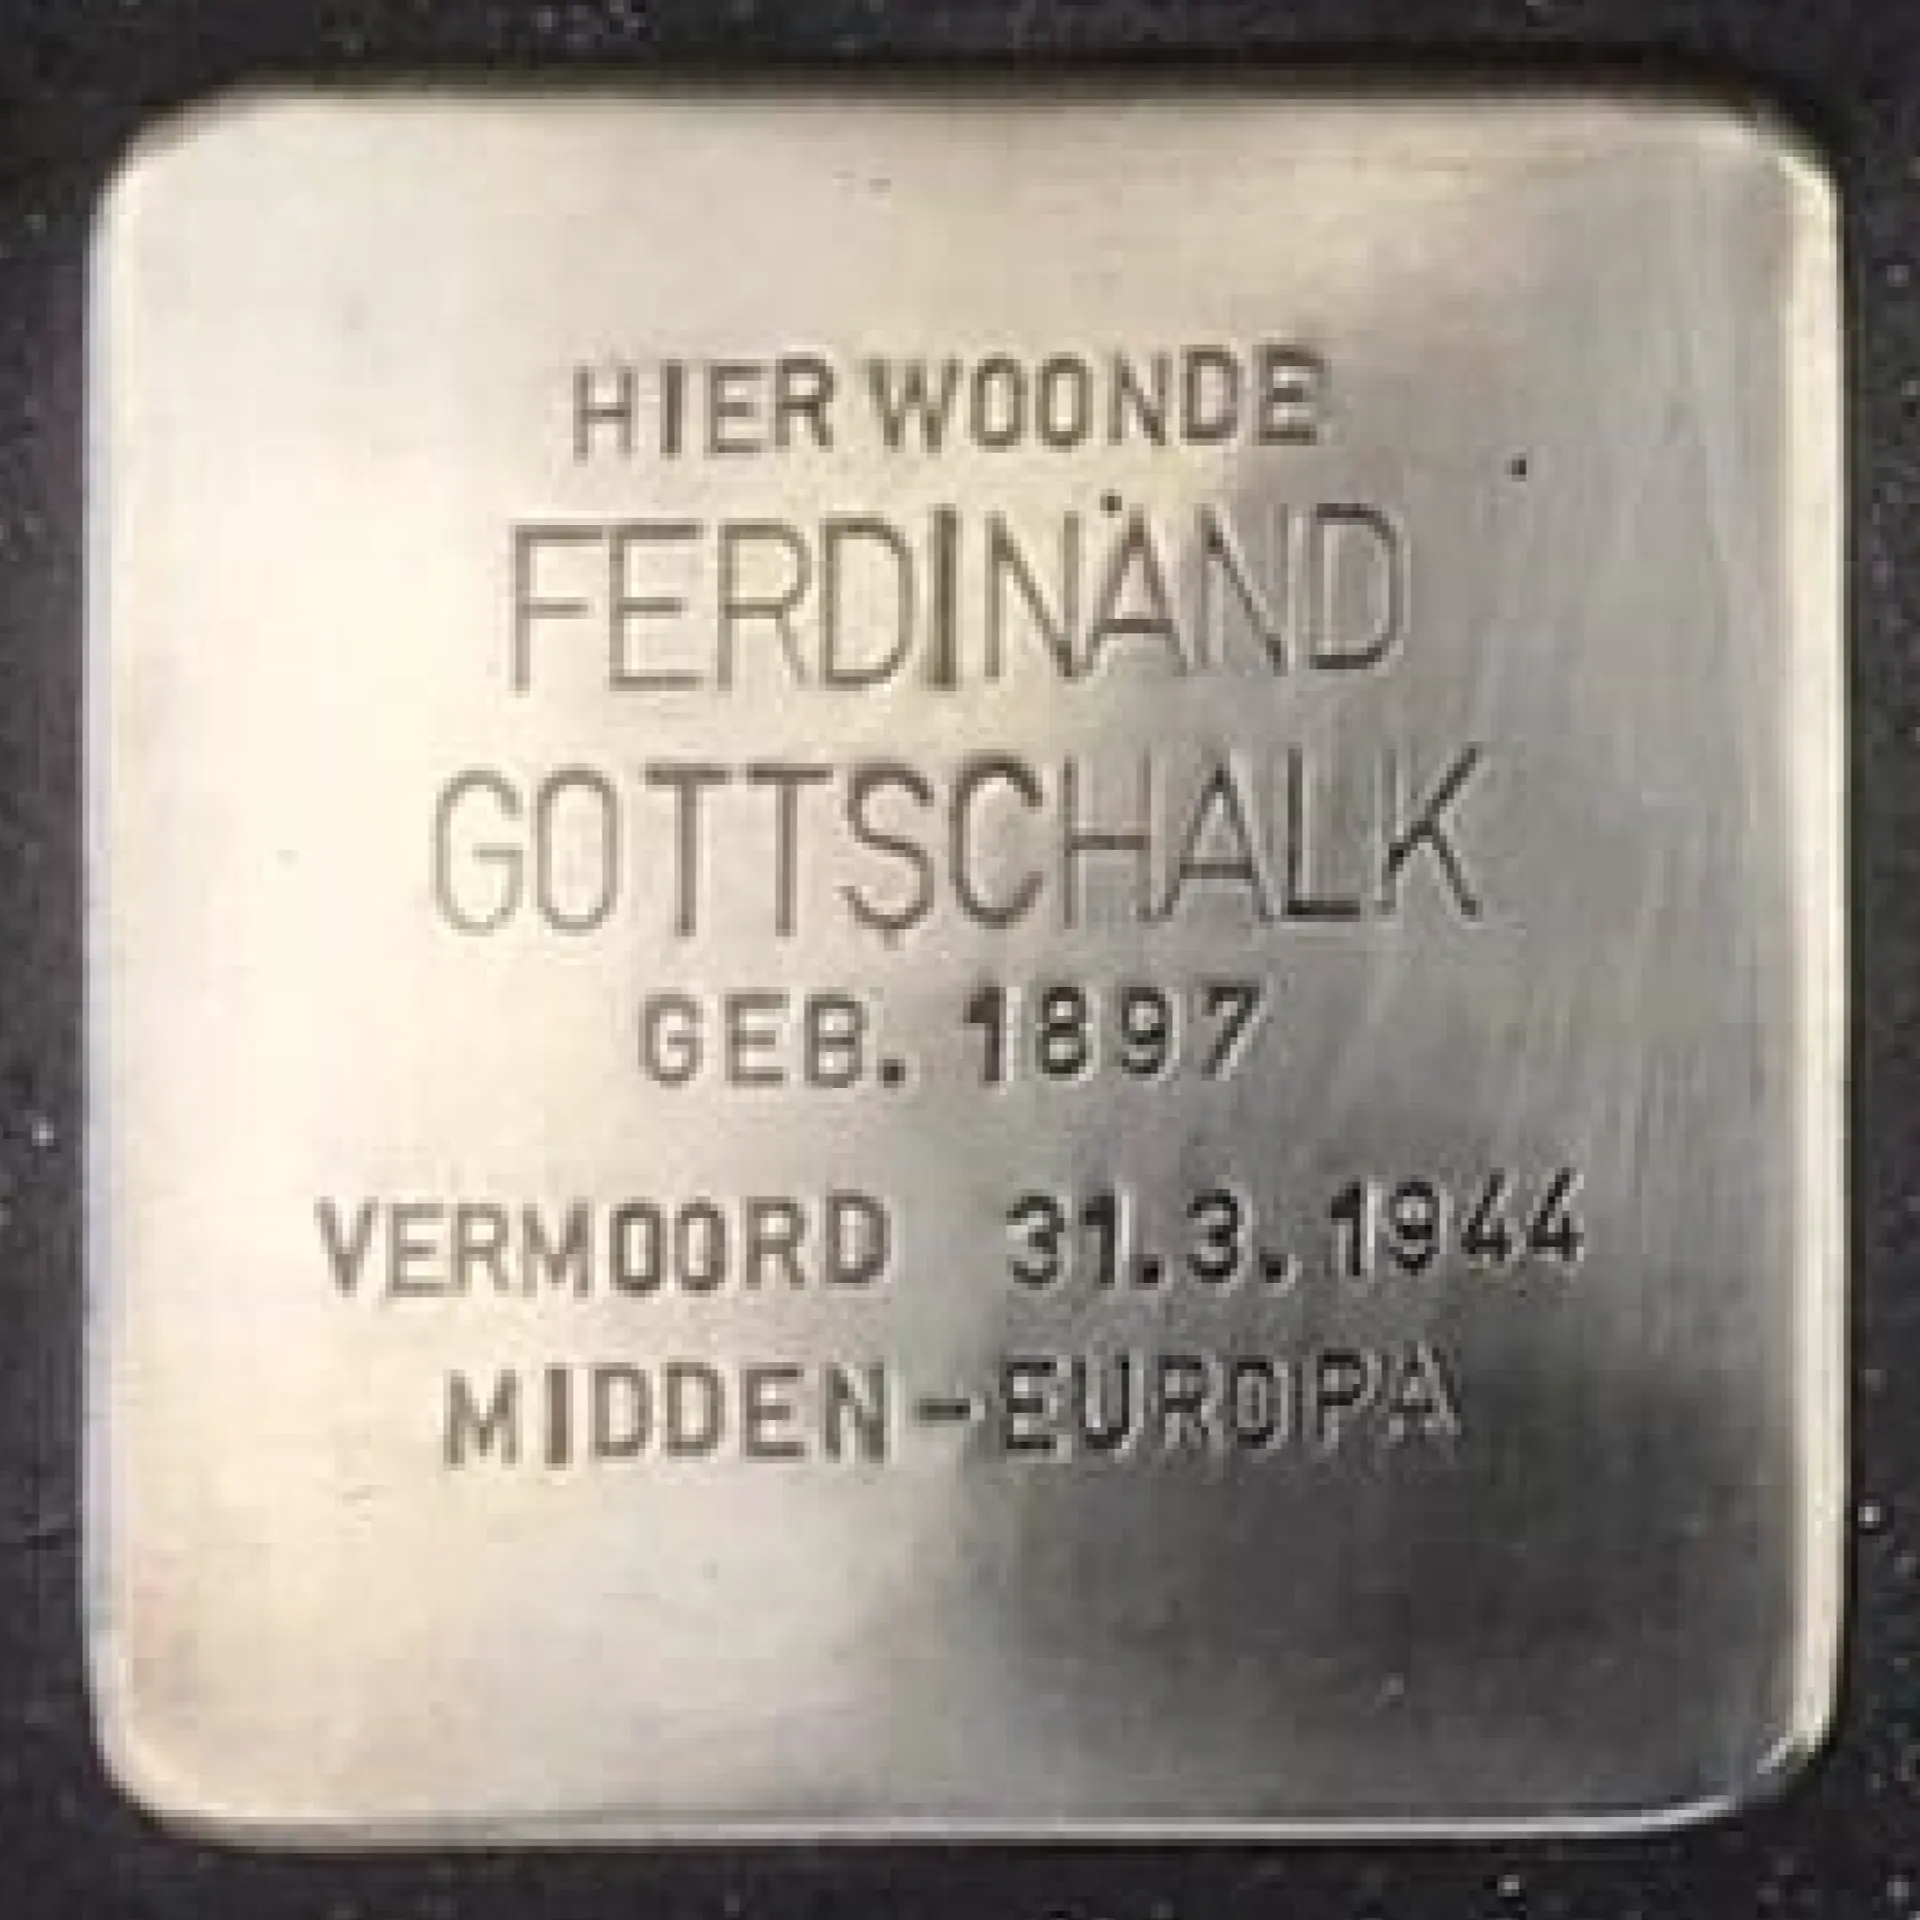 HIER WOONDE
FERDINAND
GOTTSCHALK
GEB. 1897
VERMOORD 31.3.1944
MIDDEN-EUROPA